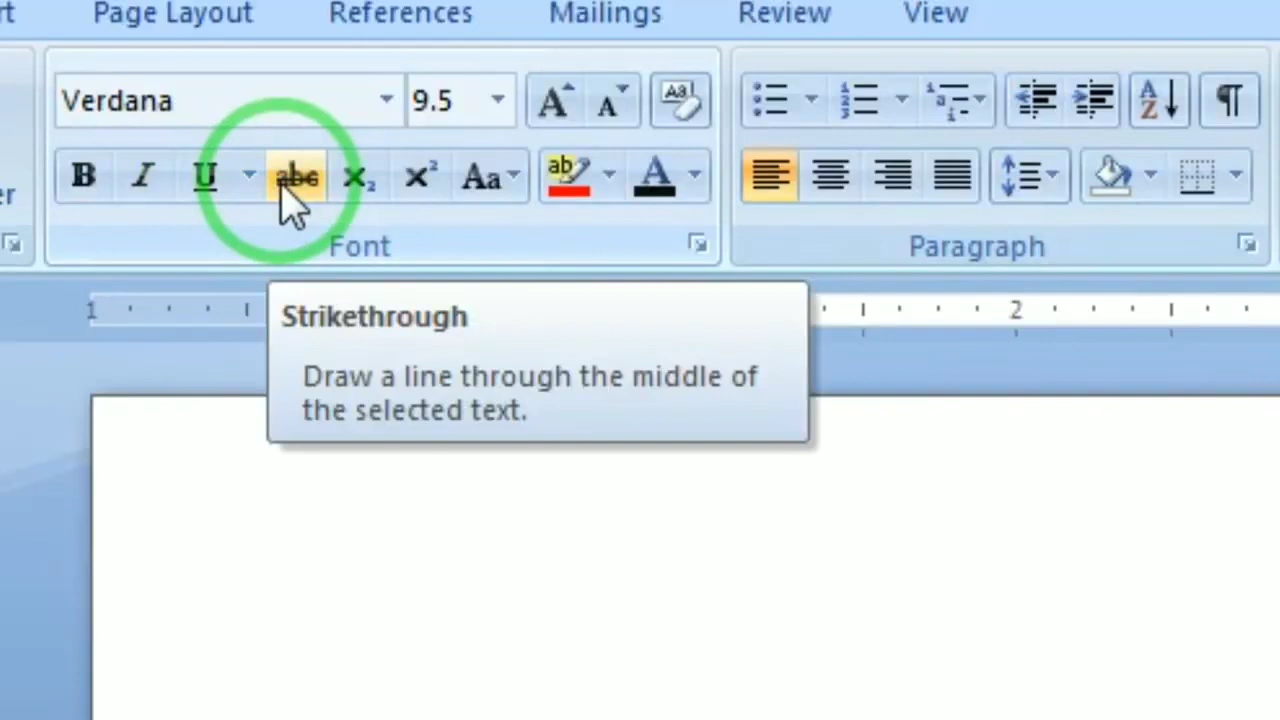 rt Page Layout References Mailings Review View
Verdana 9.5 A A Aa
B I U abc x₂ x² Aa ab A A Z ¶
er
Font Paragraph
1 2
Strikethrough
Draw a line through the middle of
the selected text.